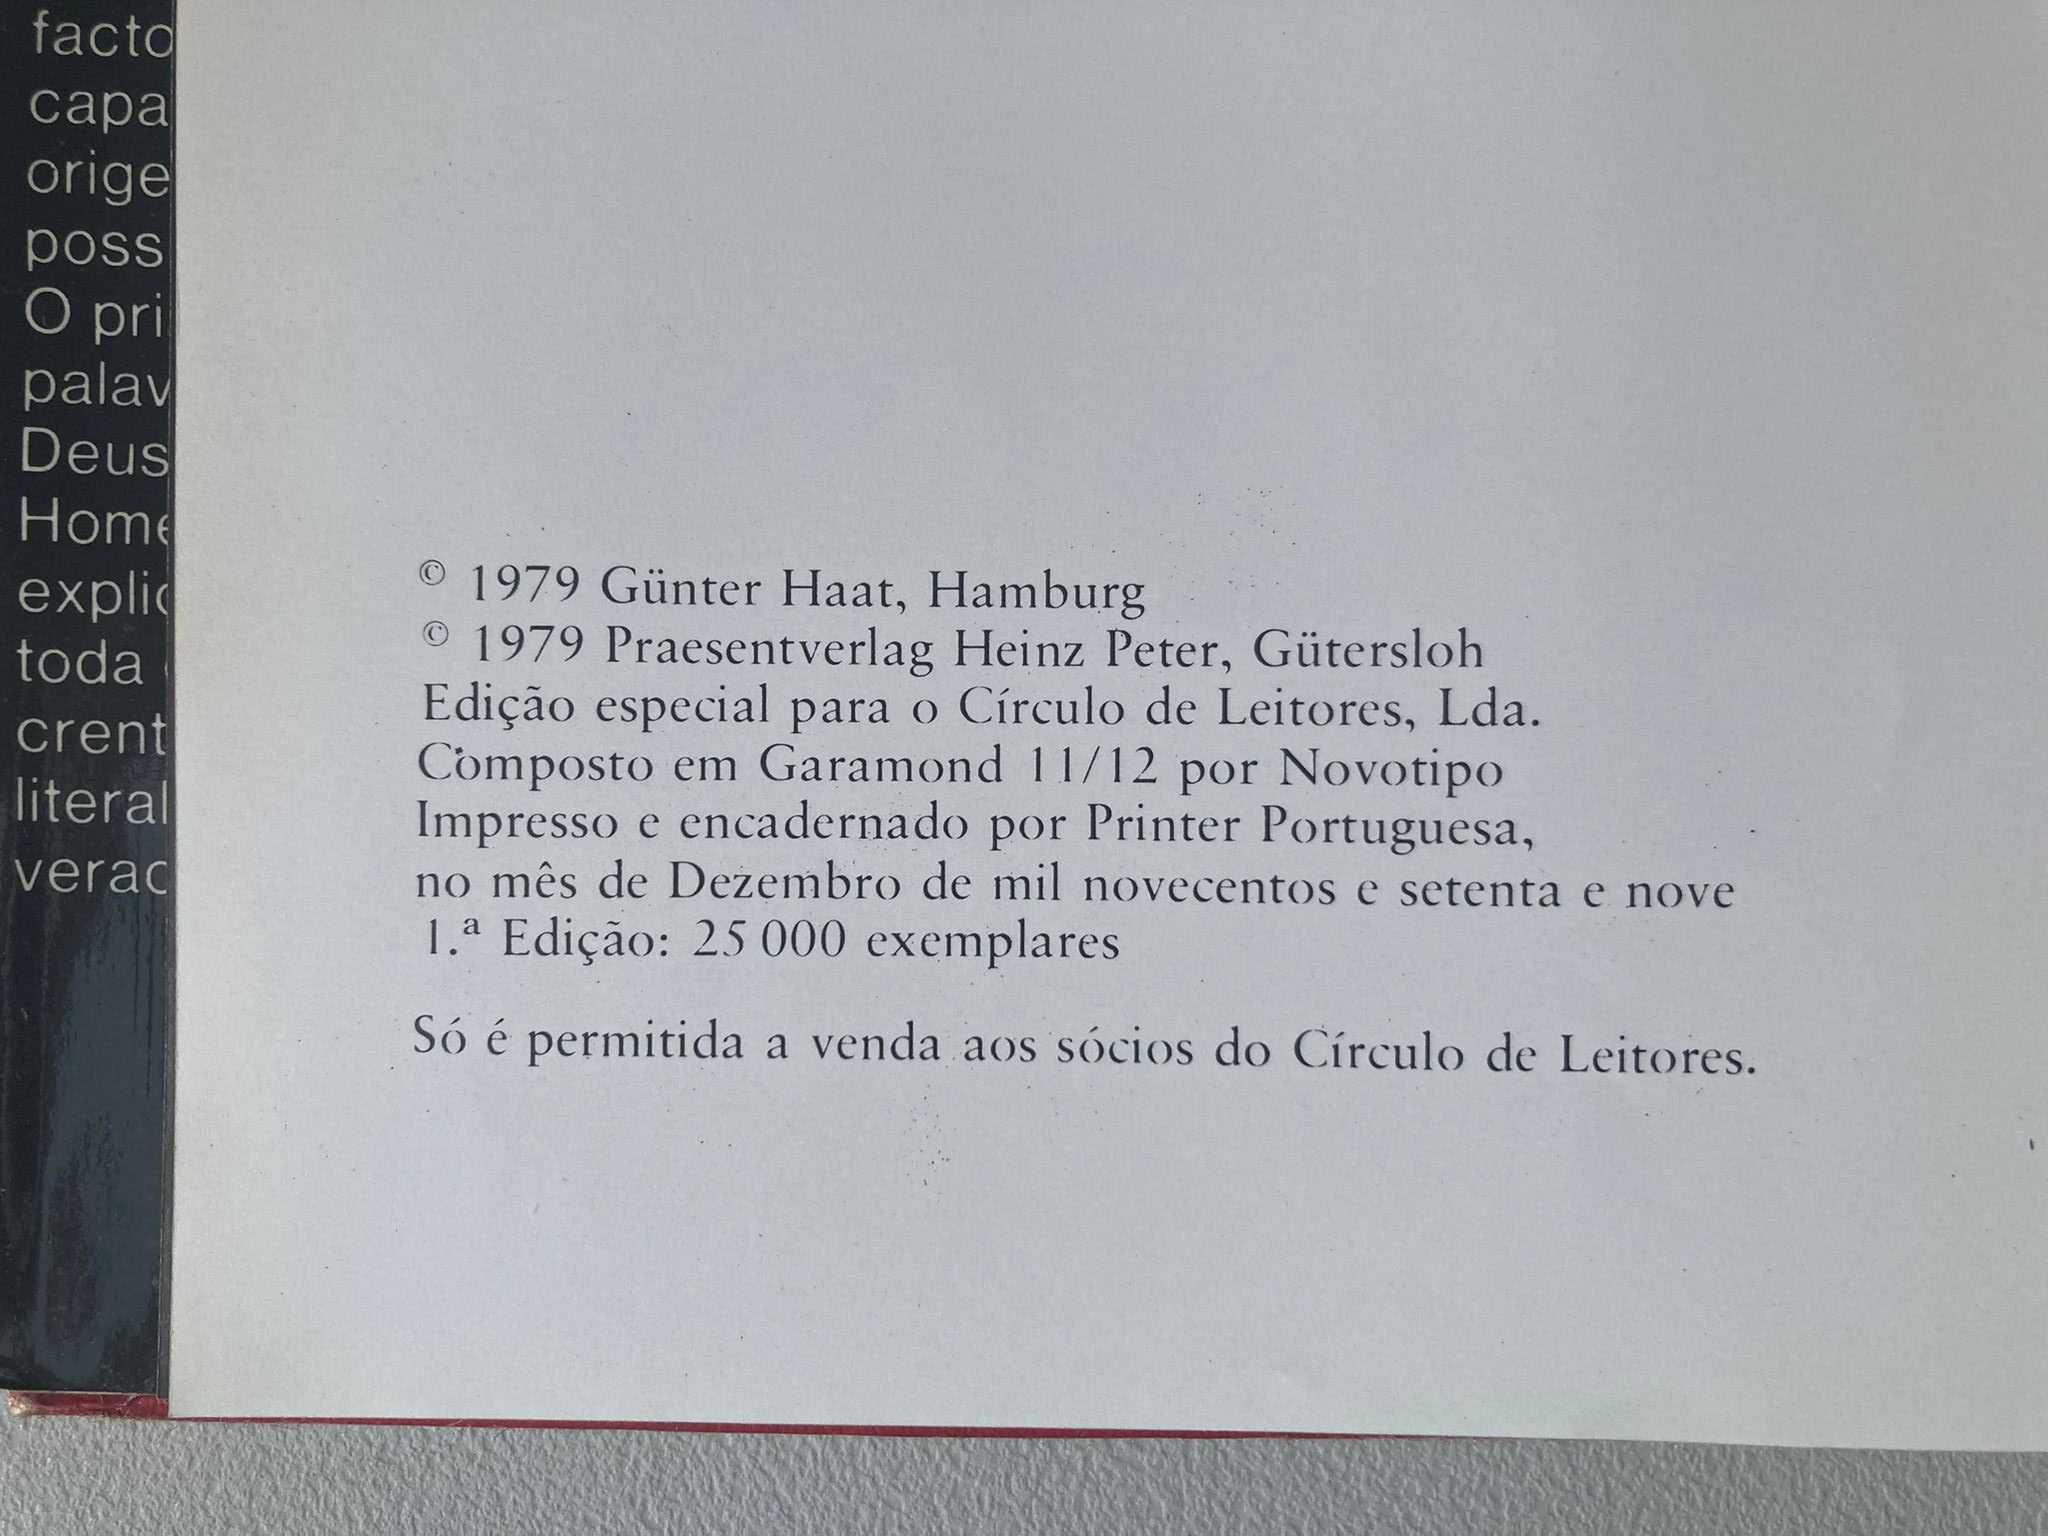 facto
capa
orige
poss
O pri
palav
Deus
Home
explic
toda
crent
literal
verac
© 1979 Günter Haat, Hamburg
© 1979 Praesentverlag Heinz Peter, Gütersloh
Edição especial para o Círculo de Leitores, Lda.
Composto em Garamond 11/12 por Novotipo
Impresso e encadernado por Printer Portuguesa,
no mês de Dezembro de mil novecentos e setenta e nove
1.ª Edição: 25 000 exemplares
Só é permitida a venda aos sócios do Círculo de Leitores.